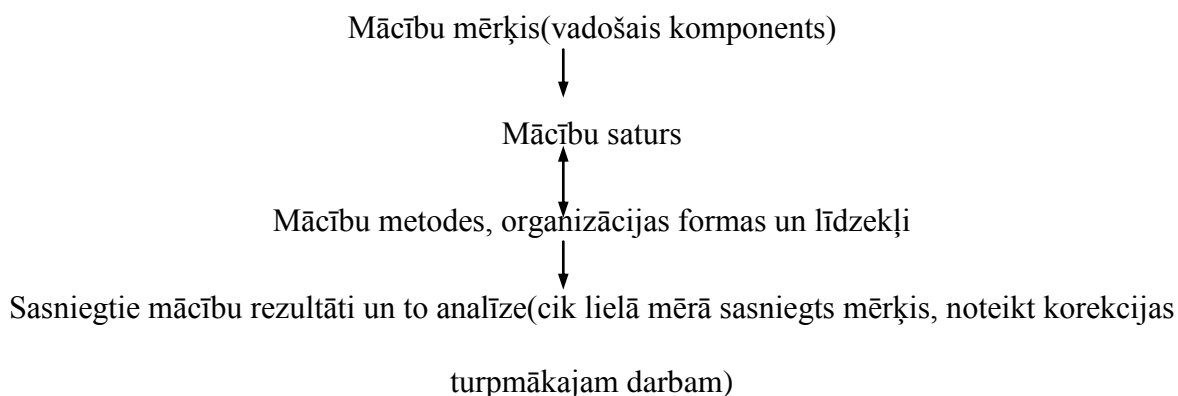 Mācību mērķis(vadošais komponents)
Mācību saturs
Mācību metodes, organizācijas formas un līdzekļi
Sasniegtie mācību rezultāti un to analīze(cik lielā mērā sasniegts mērķis, noteikt korekcijas
turpmākajam darbam)